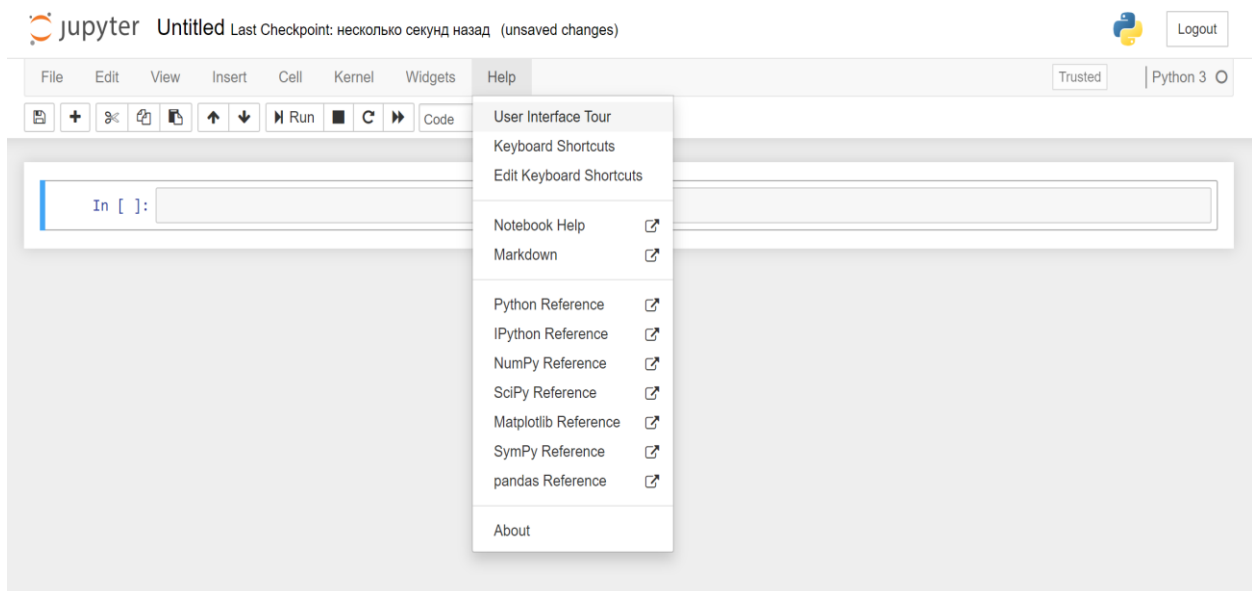 jupyter Untitled Last Checkpoint: несколько секунд назад (unsaved changes) Logout
File Edit View Insert Cell Kernel Widgets Help Trusted Python 3
Run Code
User Interface Tour
Keyboard Shortcuts
Edit Keyboard Shortcuts
In [ ]:
Notebook Help
Markdown
Python Reference
IPython Reference
NumPy Reference
SciPy Reference
Matplotlib Reference
SymPy Reference
pandas Reference
About